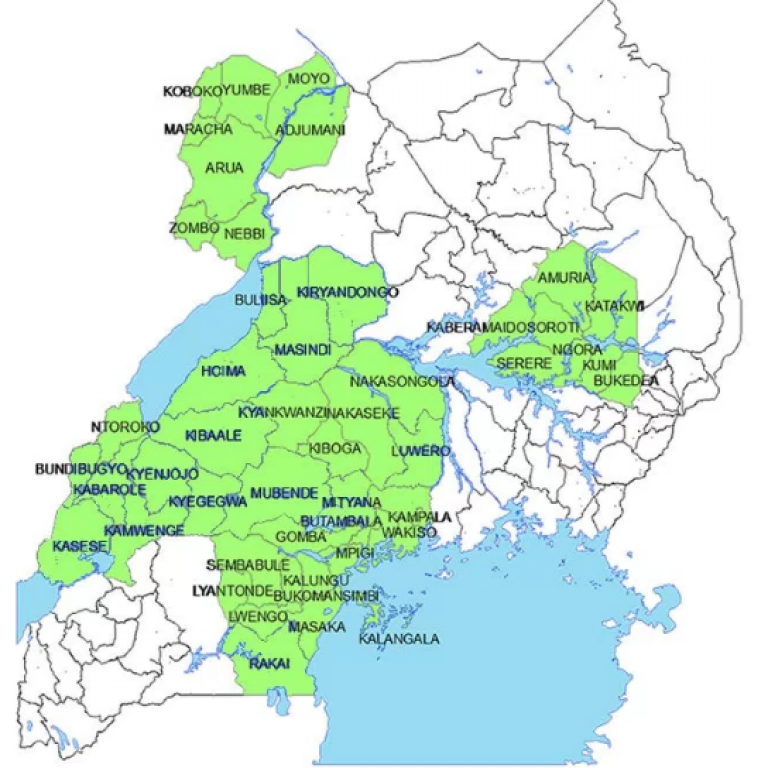 MOYO
KOBOKO YUMBE
MARACHA ADJUMANI
ARUA
ZOMBO NEBBI
AMURIA
BULIISA KIRYANDONGO
KATAKWI
KABERAMAIDO SOROTI
MASINDI NGORA
SERERE KUMI
HOIMA BUKEDEA
NAKASONGOLA
KYANKWANZI NAKASEKE
NTOROKO KIBAALE
KIBOGA LUWERO
BUNDIBUGYO KYENJOJO
KABAROLE MUBENDE
KYEGEGWA MITYANA
BUTAMBALA KAMPALA
KAMWENGE GOMBA WAKISO
KASESE MPIGI
SEMBABULE
KALUNGU
LYANTONDE BUKOMANSIMBI
LWENGO
MASAKA KALANGALA
RAKAI